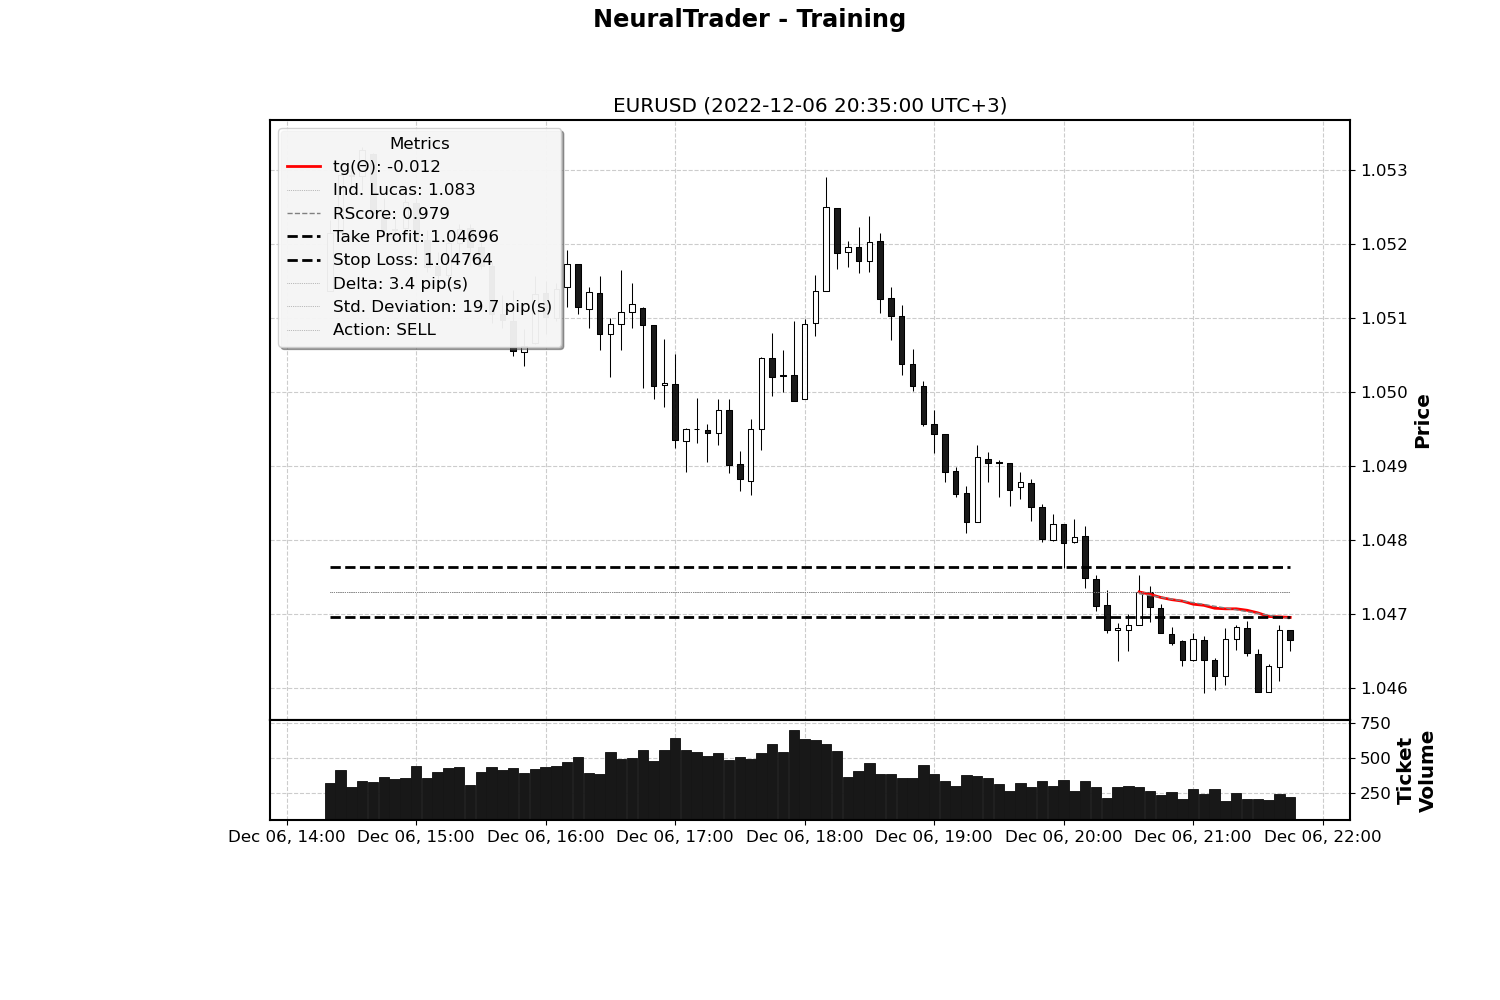 NeuralTrader - Training
EURUSD (2022-12-06 20:35:00 UTC+3)
Metrics
tg(Θ): -0.012
Ind. Lucas: 1.083
RScore: 0.979
Take Profit: 1.04696
Stop Loss: 1.04764
Delta: 3.4 pip(s)
Std. Deviation: 19.7 pip(s)
Action: SELL
1.053
1.052
1.051
1.050
1.049
1.048
1.047
1.046
Price
750
500
250
Ticket
Volume
Dec 06, 14:00
Dec 06, 15:00
Dec 06, 16:00
Dec 06, 17:00
Dec 06, 18:00
Dec 06, 19:00
Dec 06, 20:00
Dec 06, 21:00
Dec 06, 22:00